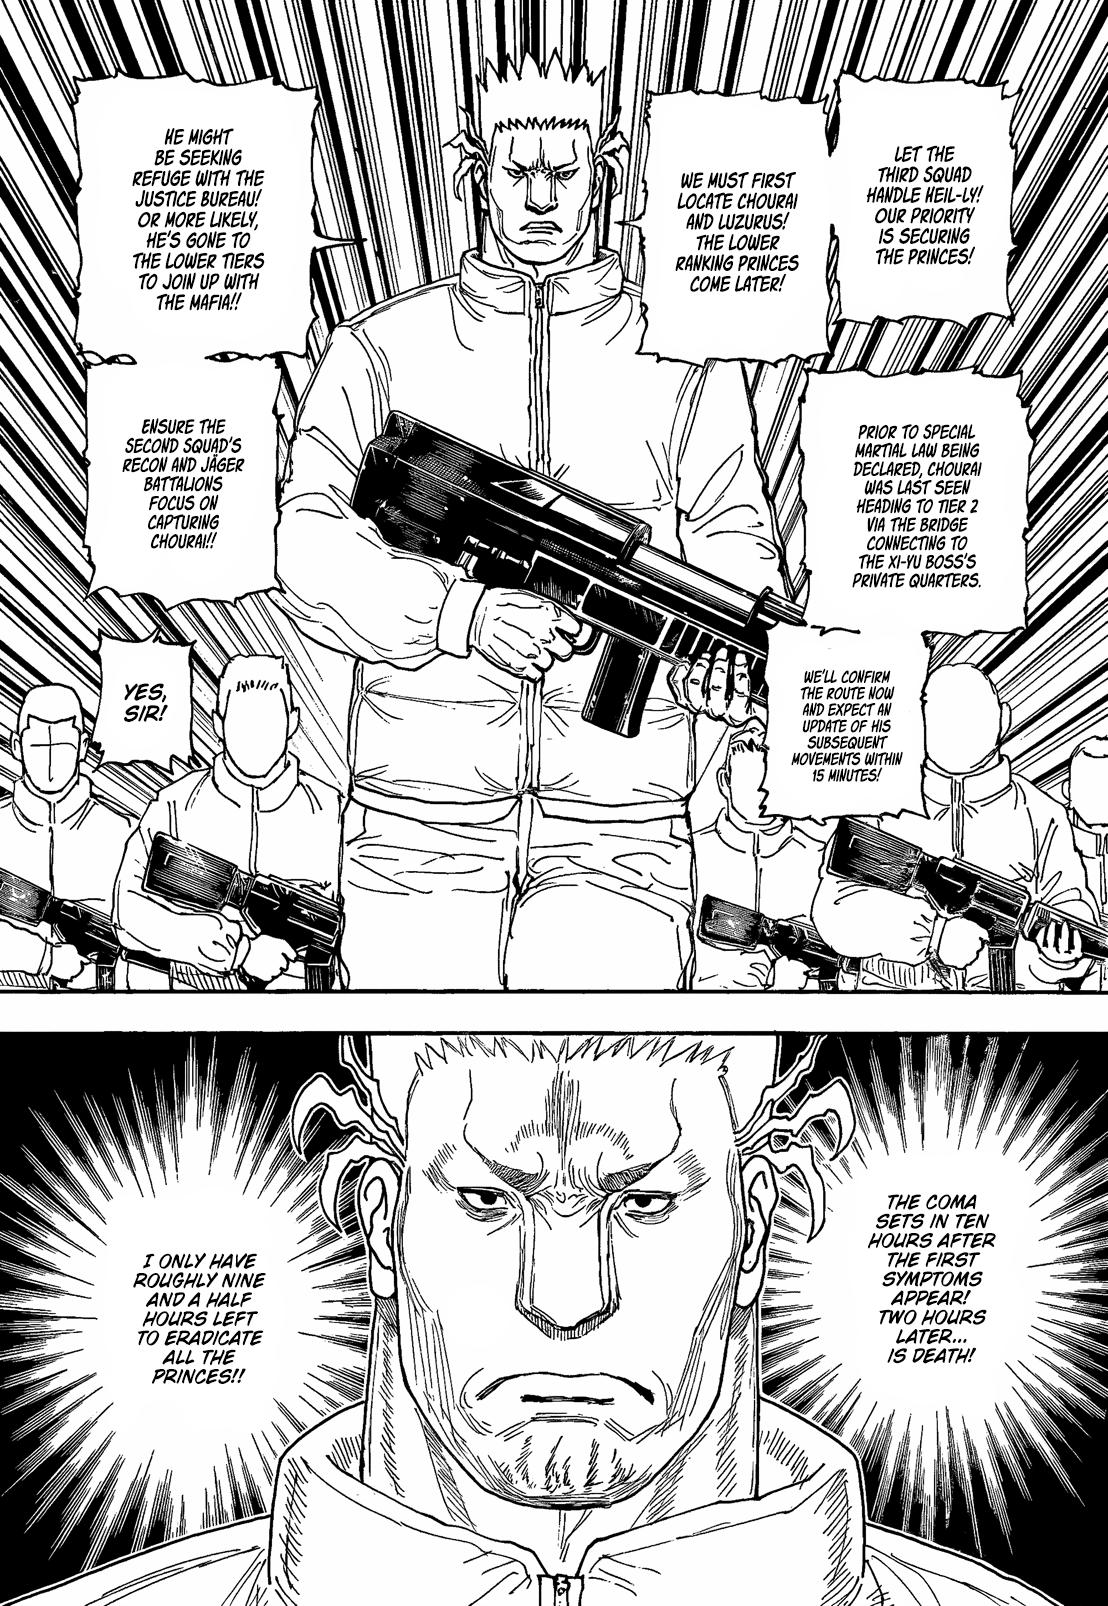 LET THE
THIRD SQUAD
HANDLE HEIL-LY!
OUR PRIORITY
IS SECURING
THE PRINCES!
WE MUST FIRST
LOCATE CHOURAI
AND LUZURUS!
THE LOWER
RANKING PRINCES
COME LATER!
PRIOR TO SPECIAL
MARTIAL LAW BEING
DECLARED, CHOURAI
WAS LAST SEEN
HEADING TO TIER 2
VIA THE BRIDGE
CONNECTING TO
THE XI-YU BOSS'S
PRIVATE QUARTERS.
WE'LL CONFIRM
THE ROUTE NOW
AND EXPECT AN
UPDATE OF HIS
SUBSEQUENT
MOVEMENTS WITHIN
15 MINUTES!
HE MIGHT
BE SEEKING
REFUGE WITH THE
JUSTICE BUREAU!
OR MORE LIKELY,
HE'S GONE TO
THE LOWER TIERS
TO JOIN UP WITH
THE MAFIA!!
ENSURE THE
SECOND SQUAD'S
RECON AND JÄGER
BATTALIONS
FOCUS ON
CAPTURING
CHOURAI!!
YES,
SIR!
THE COMA
SETS IN TEN
HOURS AFTER
THE FIRST
SYMPTOMS
APPEAR!
TWO HOURS
LATER...
IS DEATH!
I ONLY HAVE
ROUGHLY NINE
AND A HALF
HOURS LEFT
TO ERADICATE
ALL THE
PRINCES!!